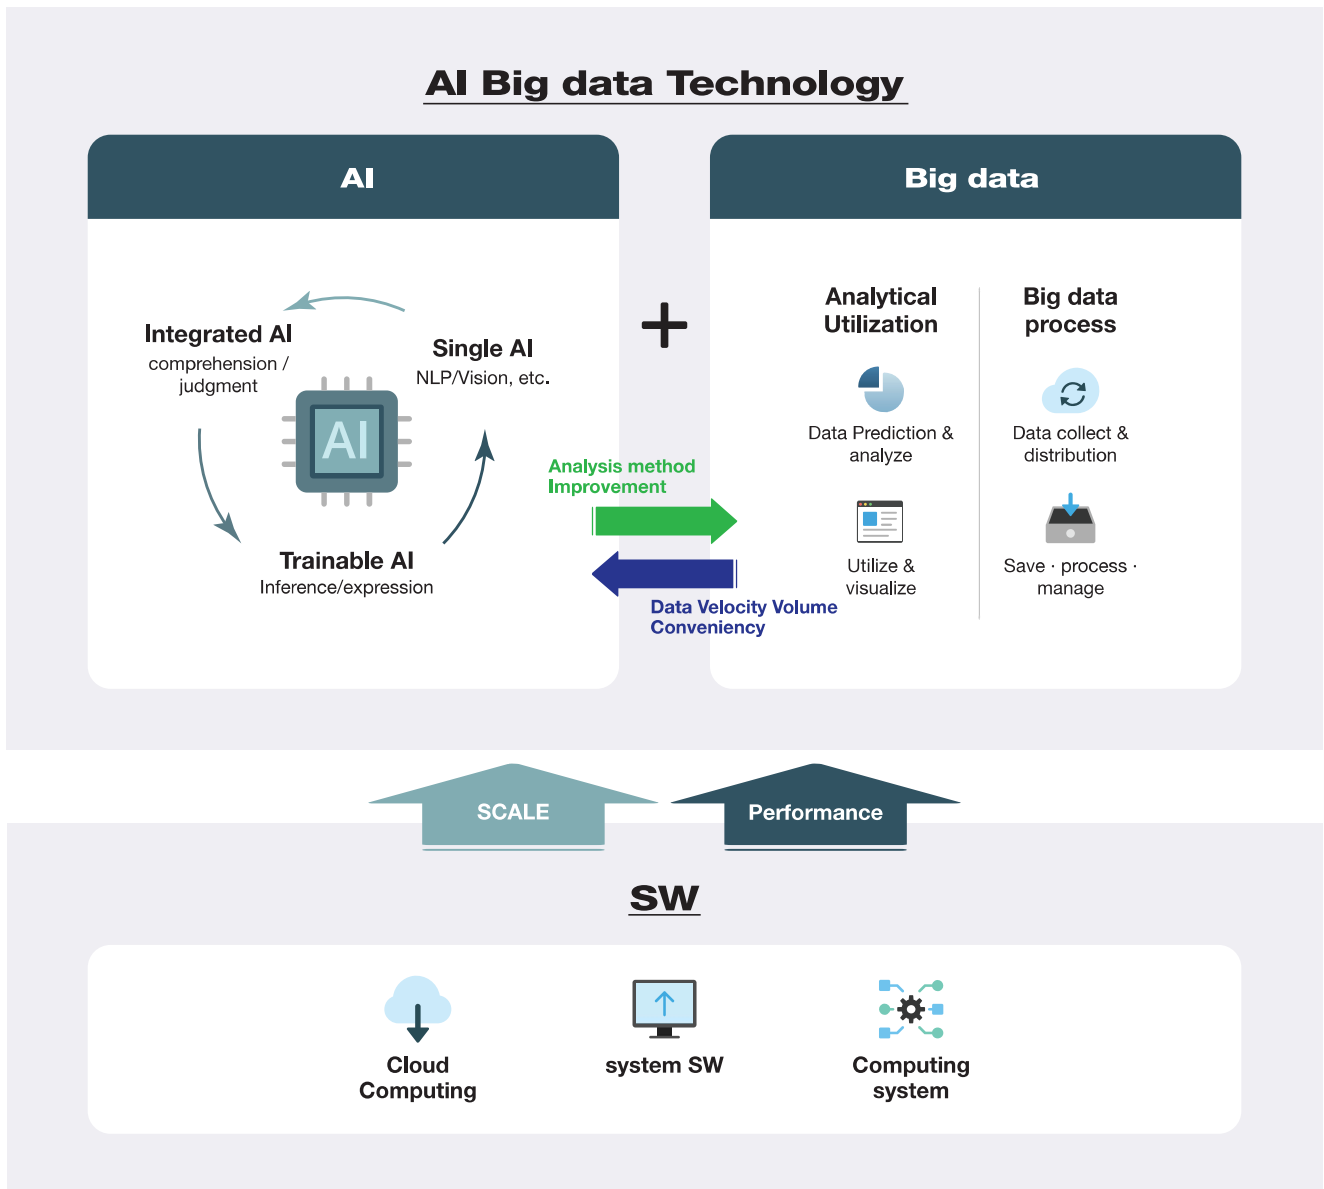 AI Big data Technology
AI
Integrated AI
comprehension /
judgment
Single AI
NLP/Vision, etc.
AI
Trainable AI
Inference/expression
Analysis method
Improvement
Data Velocity Volume
Conveniency
Big data
Analytical
Utilization
Data Prediction &
analyze
Utilize &
visualize
Big data
process
Data collect &
distribution
Save · process ·
manage
SCALE
Performance
SW
Cloud
Computing
system SW
Computing
system